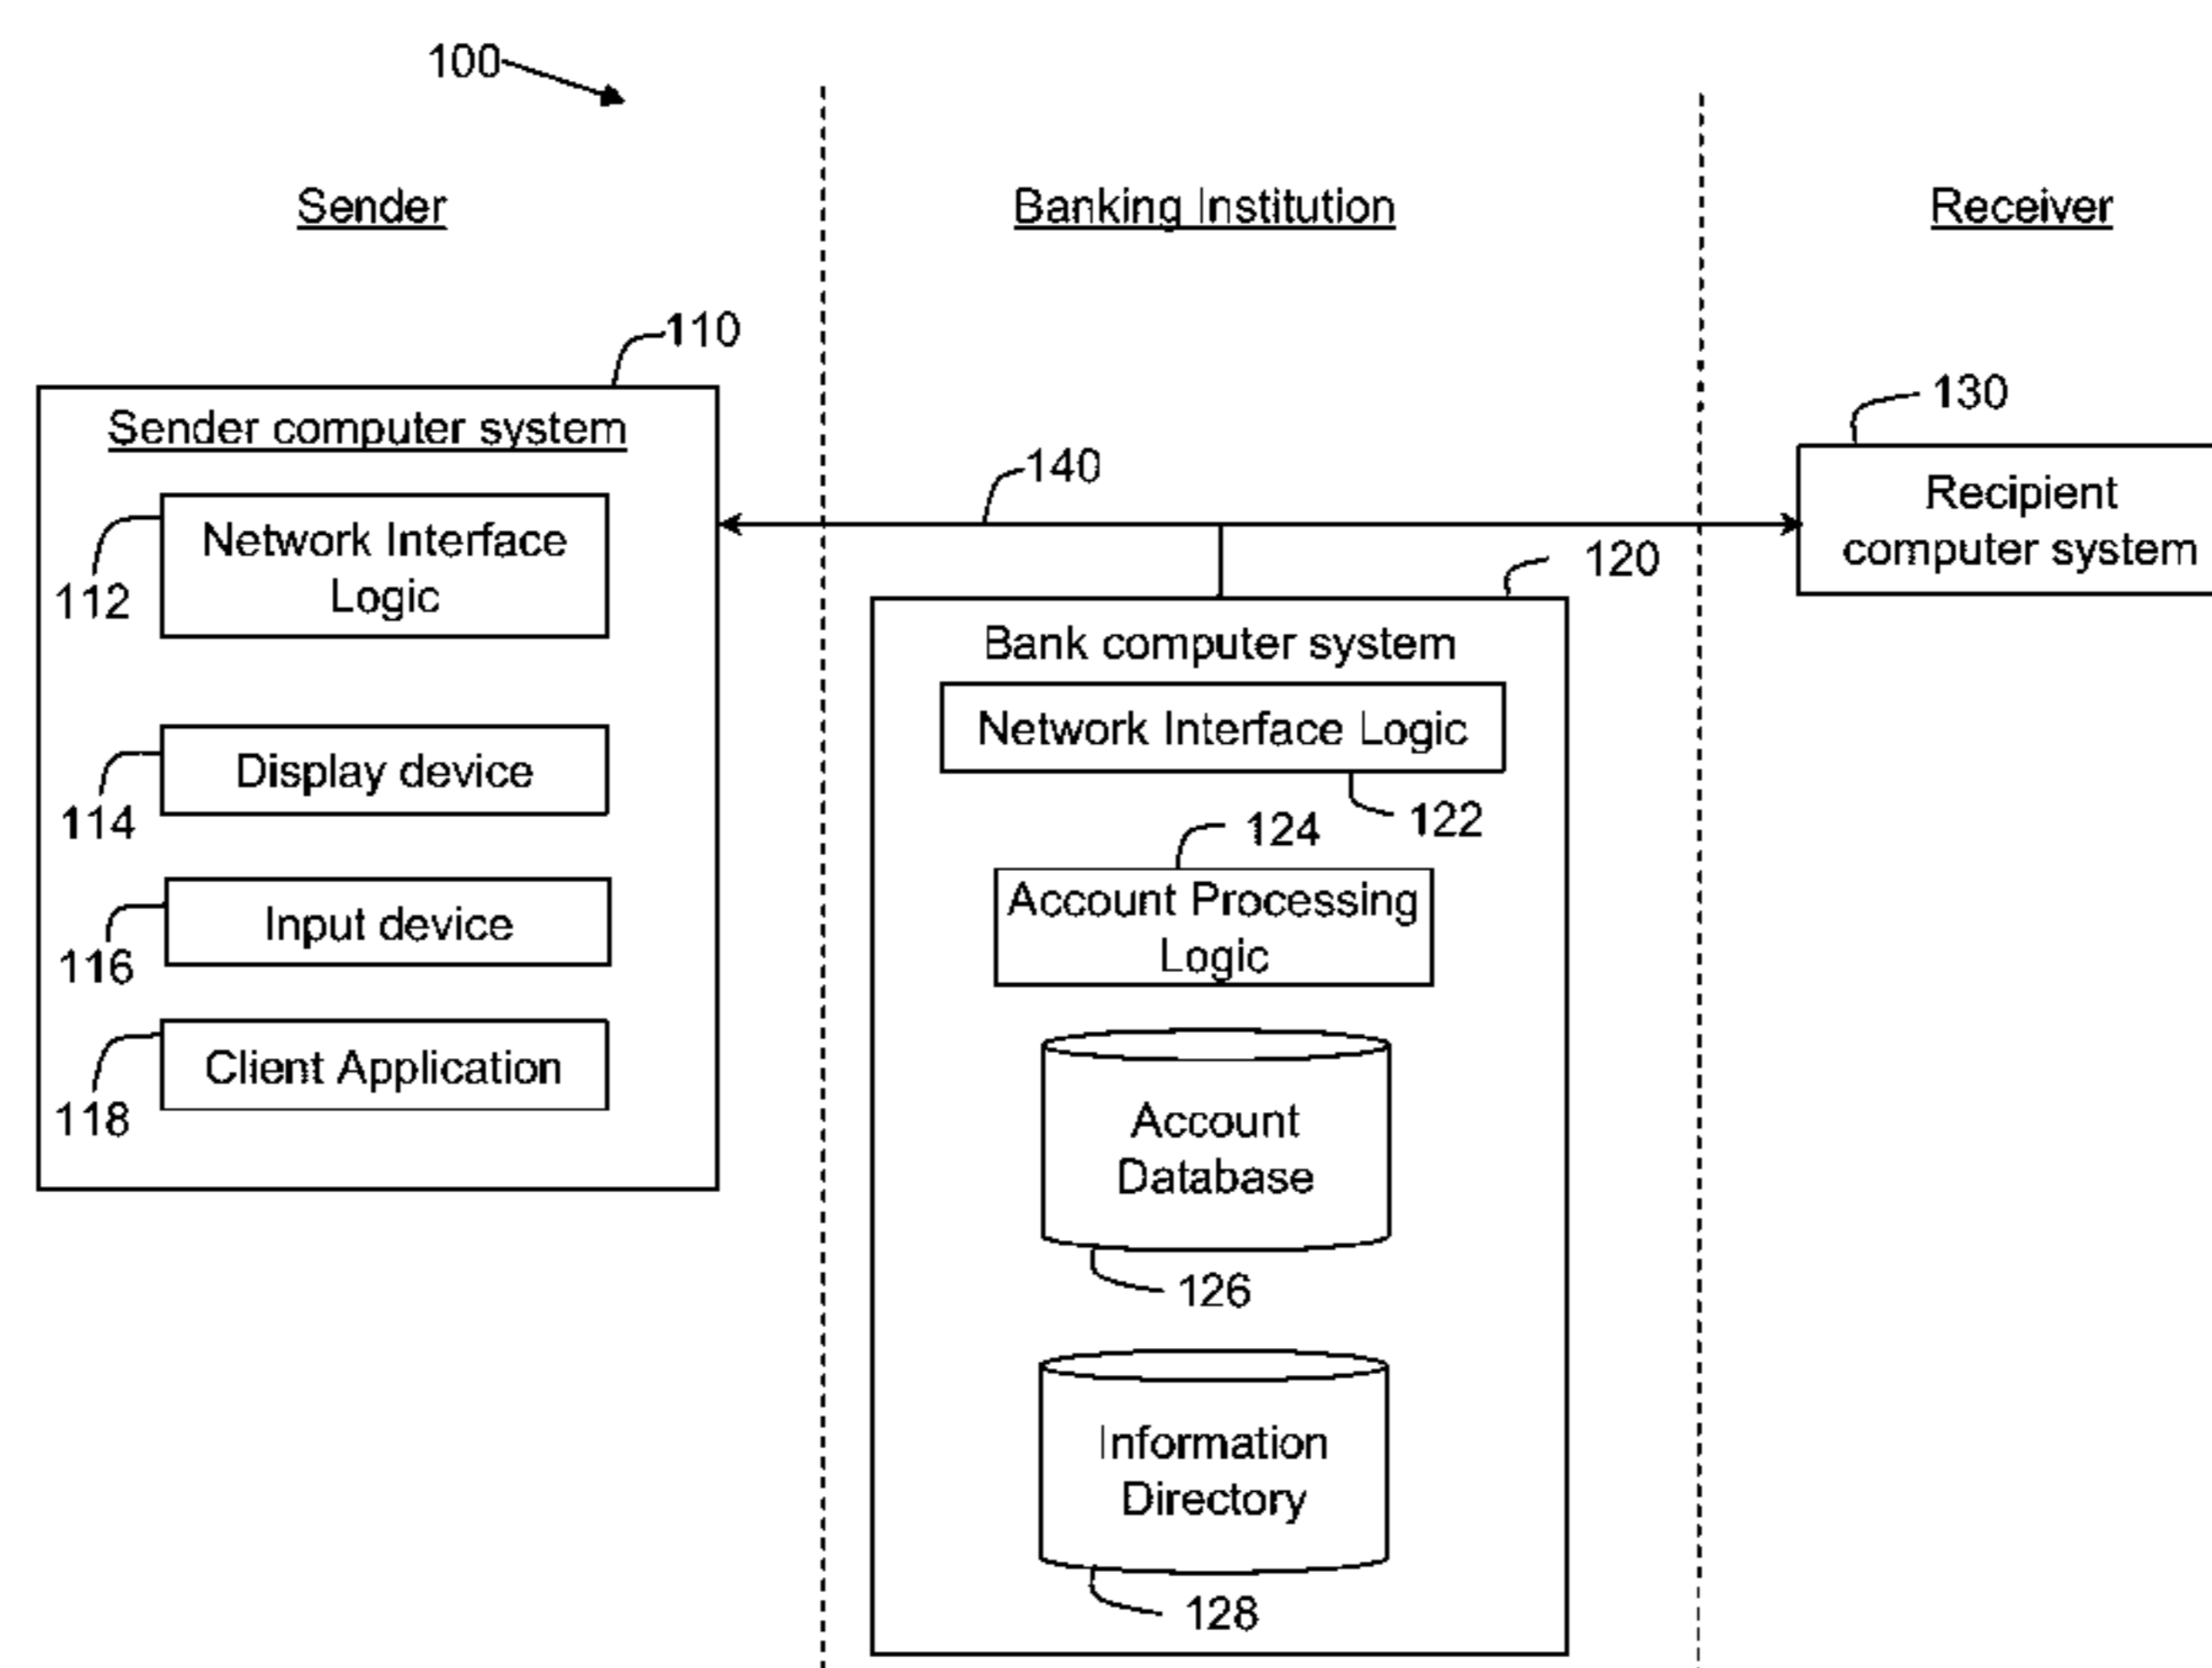 100
Sender
Banking Institution
Receiver
110
Sender computer system
112
Network Interface
Logic
114
Display device
116
Input device
118
Client Application
140
120
Bank computer system
Network Interface Logic
122
124
Account Processing
Logic
Account
Database
126
Information
Directory
128
130
Recipient
computer system